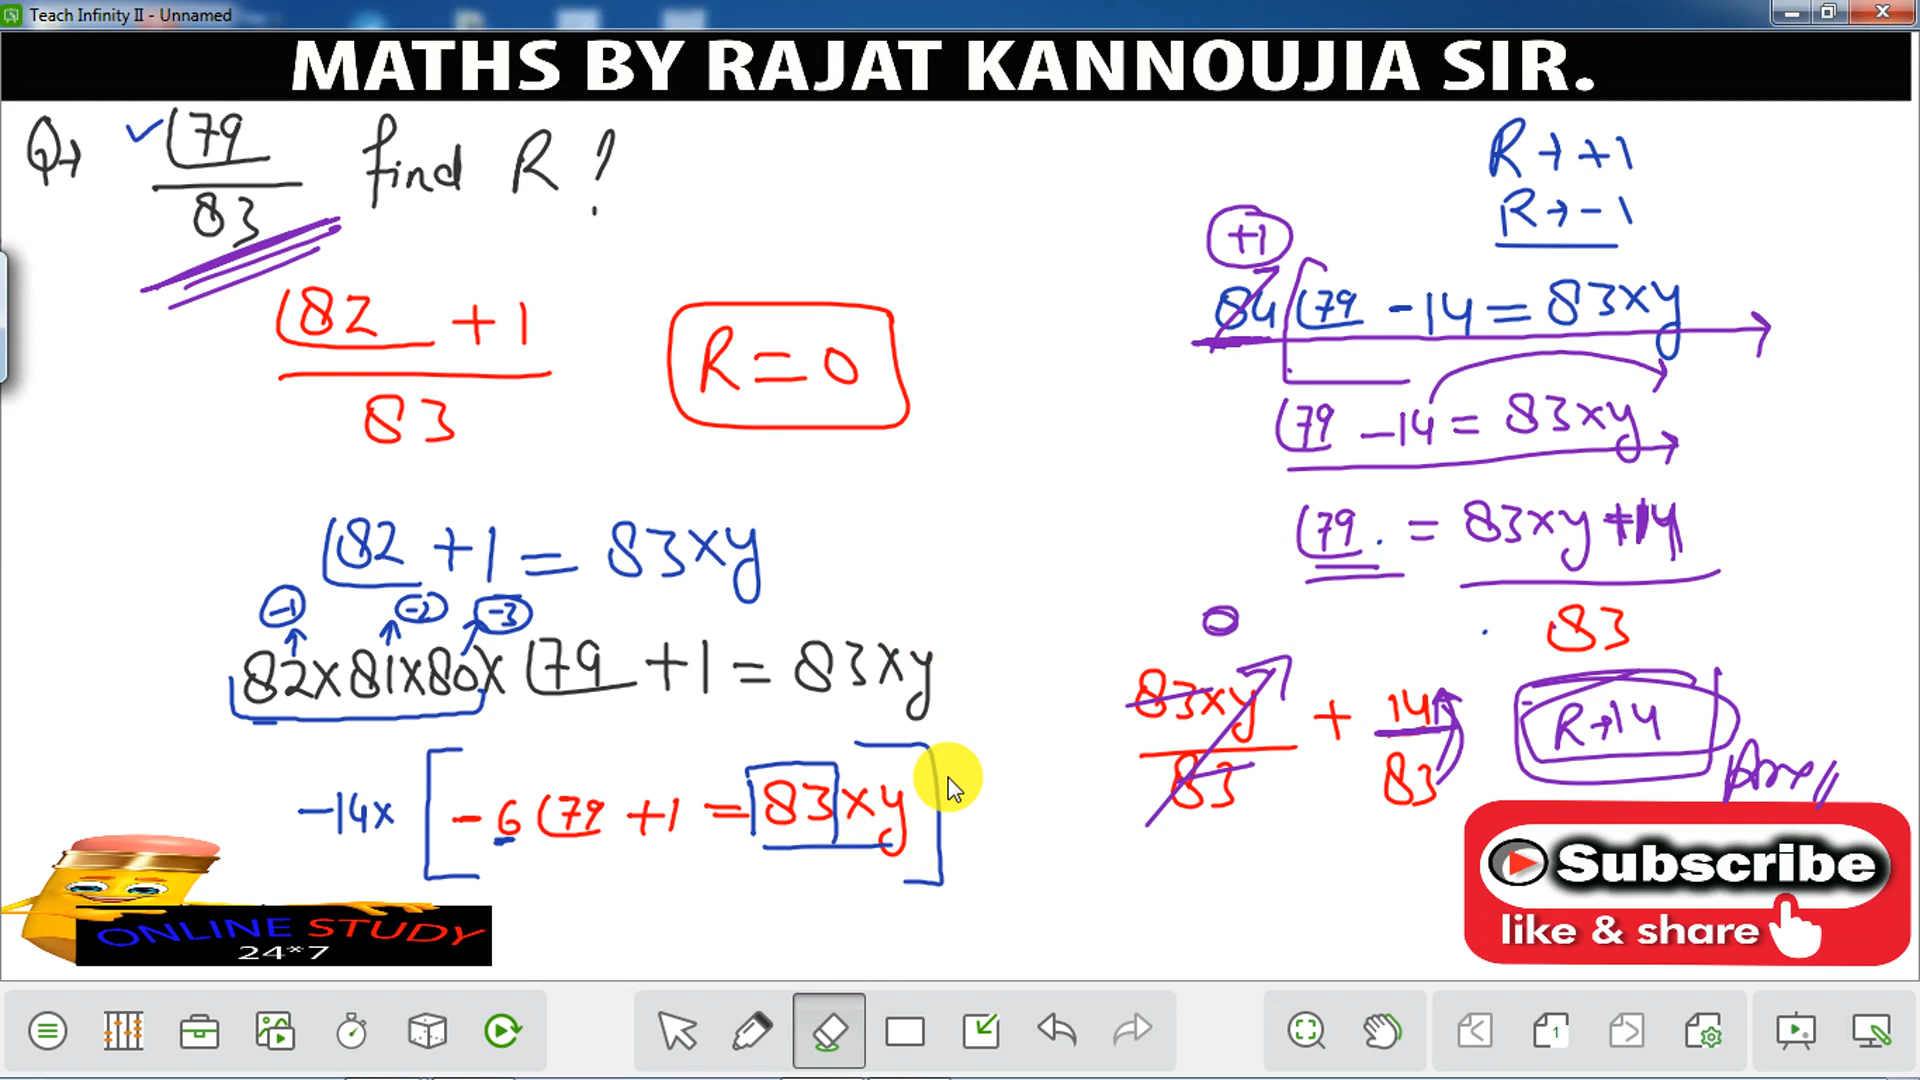 Teach Infinity II - Unnamed
MATHS BY RAJAT KANNOUJIA SIR.
Q→ ✓ ⌊79 / 83 find R ?
⌊82 + 1 / 83
R = 0
⌊82 + 1 = 83xy
-1 -2 -3
82x81x80x ⌊79 + 1 = 83xy
-14x [ - 6 ⌊79 + 1 = 83xy ]
R → +1
R → -1
+1
84 ⌊79 - 14 = 83xy
⌊79 - 14 = 83xy
⌊79 . = 83xy + 14
83
0
83xy / 83 + 14 / 83
R → 14
Ans //
ONLINE STUDY
24*7
Subscribe
like & share
1